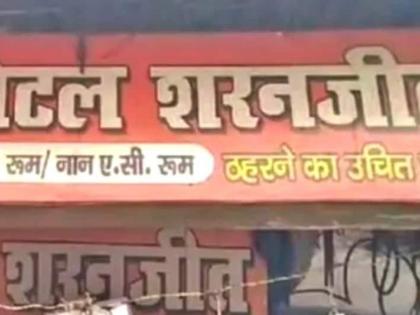 ोटल शरनजीत
रूम/ नान ए.सी. रूम ठहरने का उचित
शरनजीत